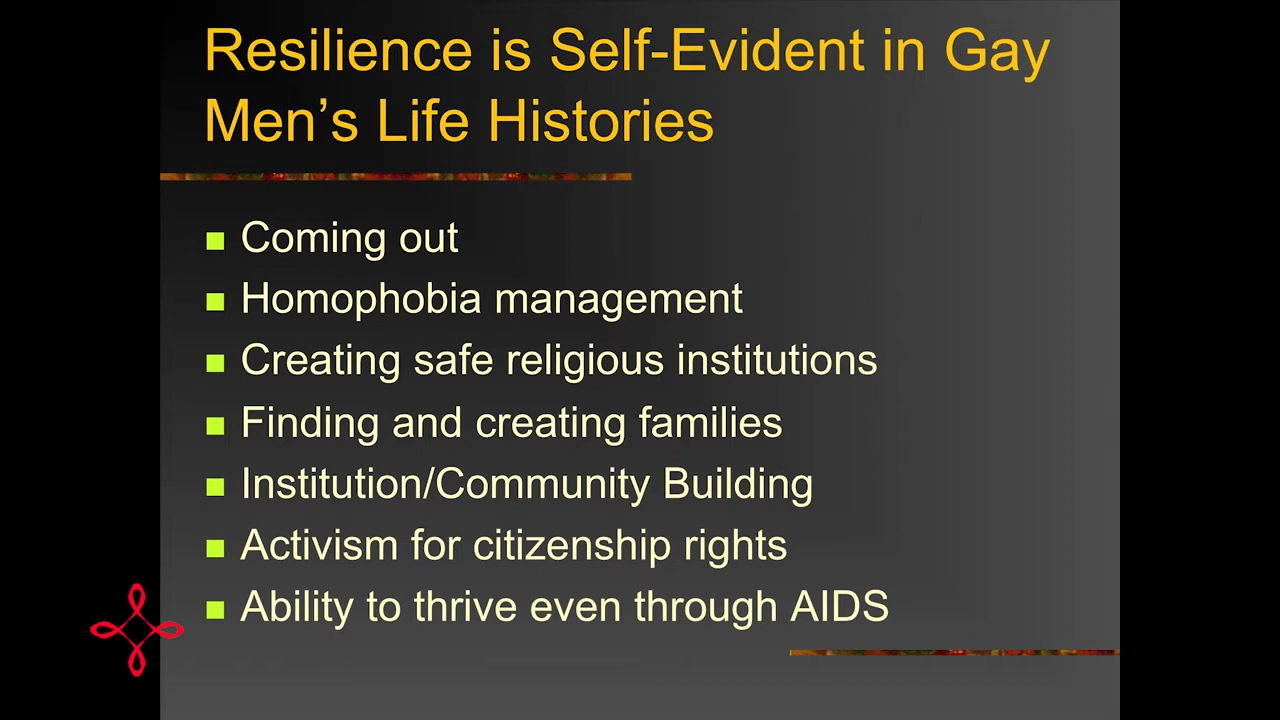 Resilience is Self-Evident in Gay
Men’s Life Histories
Coming out
Homophobia management
Creating safe religious institutions
Finding and creating families
Institution/Community Building
Activism for citizenship rights
Ability to thrive even through AIDS